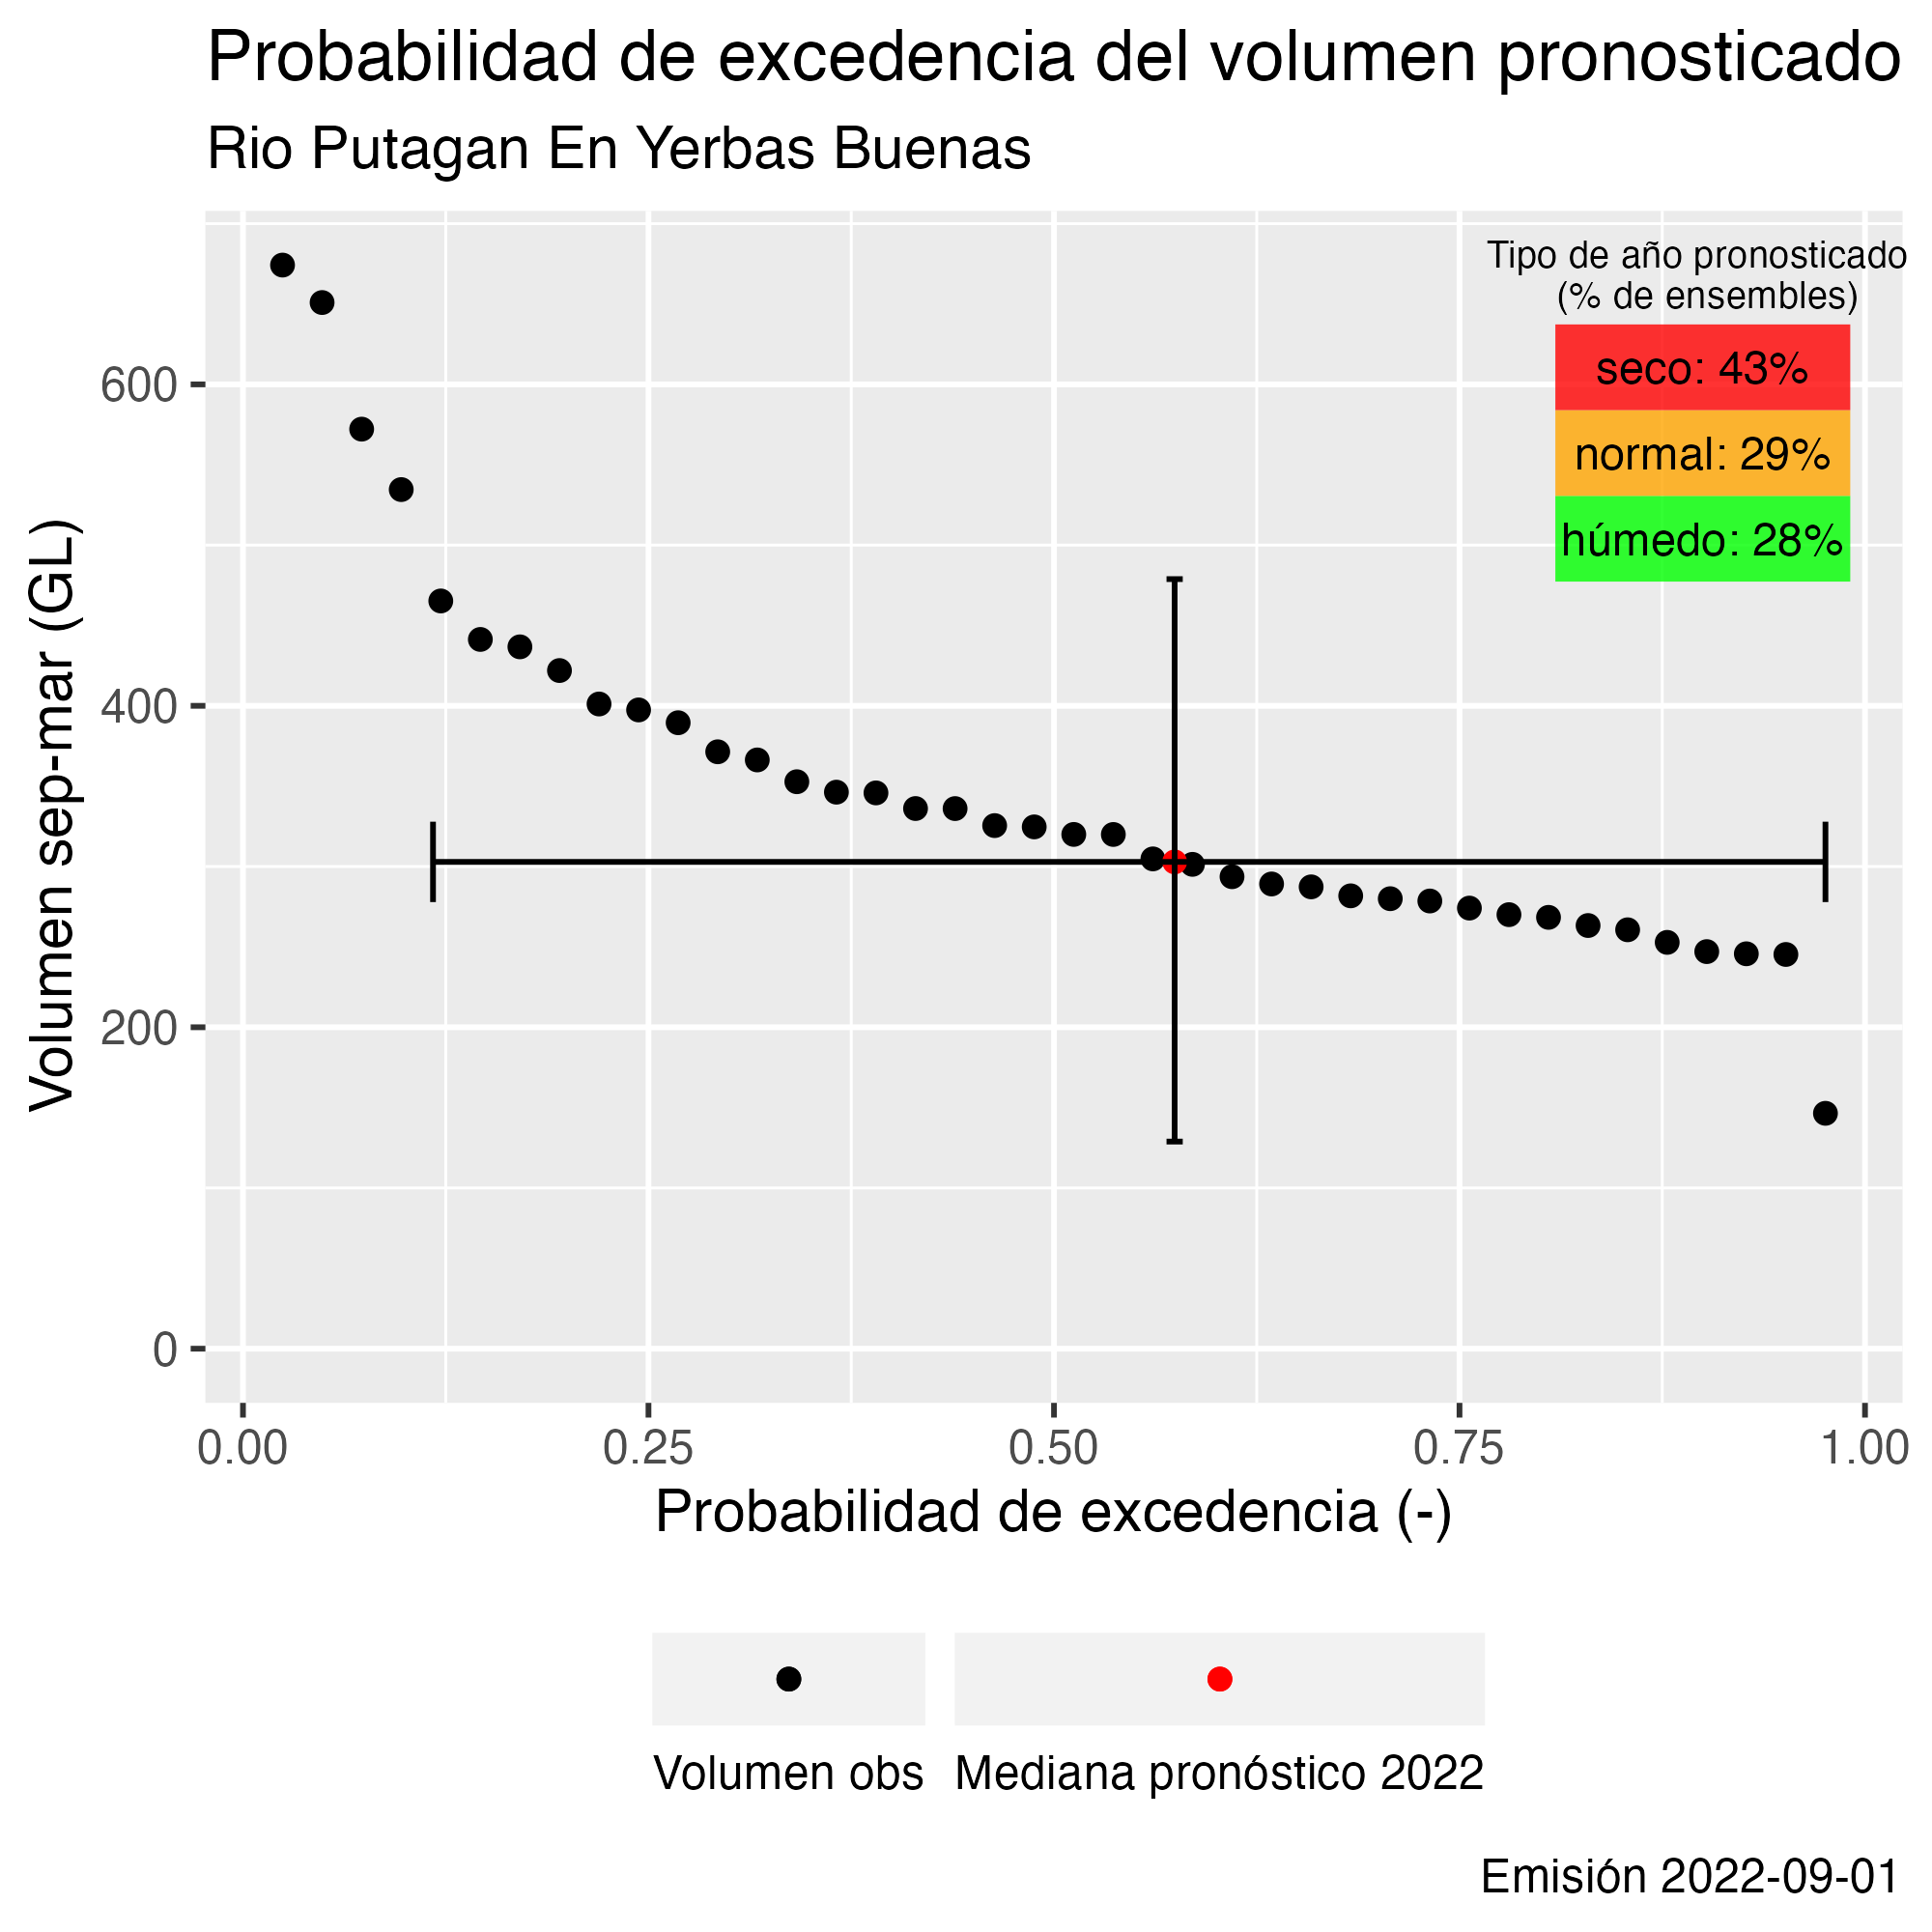 Probabilidad de excedencia del volumen pronosticado
Rio Putagan En Yerbas Buenas
Tipo de año pronosticado
(% de ensembles)
seco: 43%
normal: 29%
húmedo: 28%
Volumen sep-mar (GL)
600
400
200
0
0.00 0.25 0.50 0.75 1.00
Probabilidad de excedencia (-)
Volumen obs Mediana pronóstico 2022
Emisión 2022-09-01